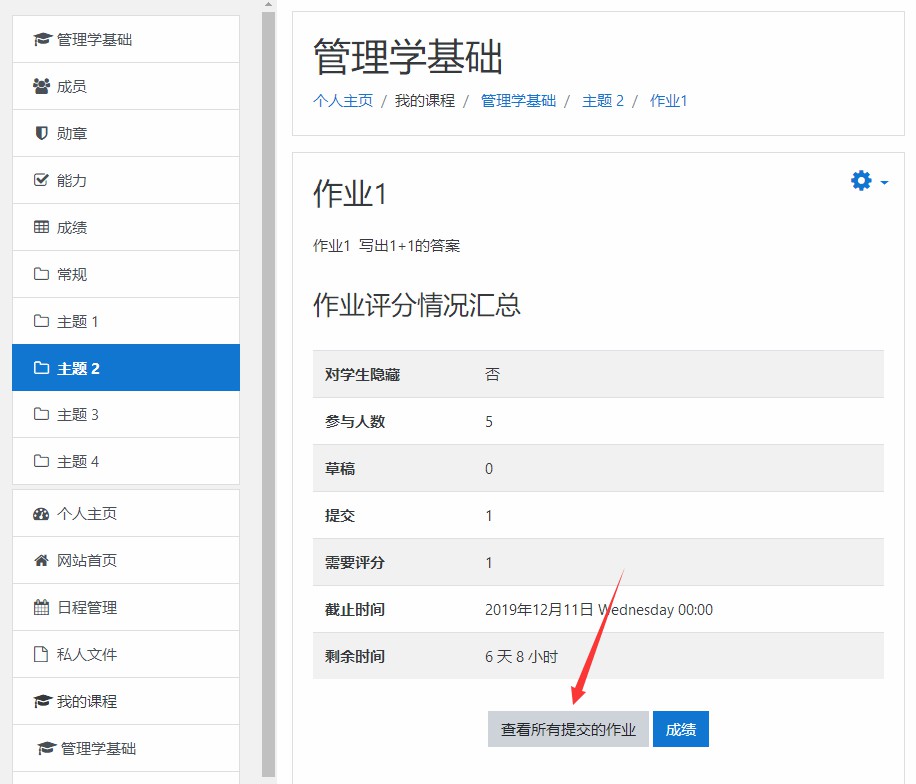 管理学基础
成员
勋章
能力
成绩
常规
主题 1
主题 2
主题 3
主题 4
个人主页
网站首页
日程管理
私人文件
我的课程
管理学基础
管理学基础
个人主页 / 我的课程 / 管理学基础 / 主题 2 / 作业1
作业1
作业1 写出1+1的答案
作业评分情况汇总
对学生隐藏 否
参与人数 5
草稿 0
提交 1
需要评分 1
截止时间 2019年12月11日 Wednesday 00:00
剩余时间 6 天 8 小时
查看所有提交的作业 成绩